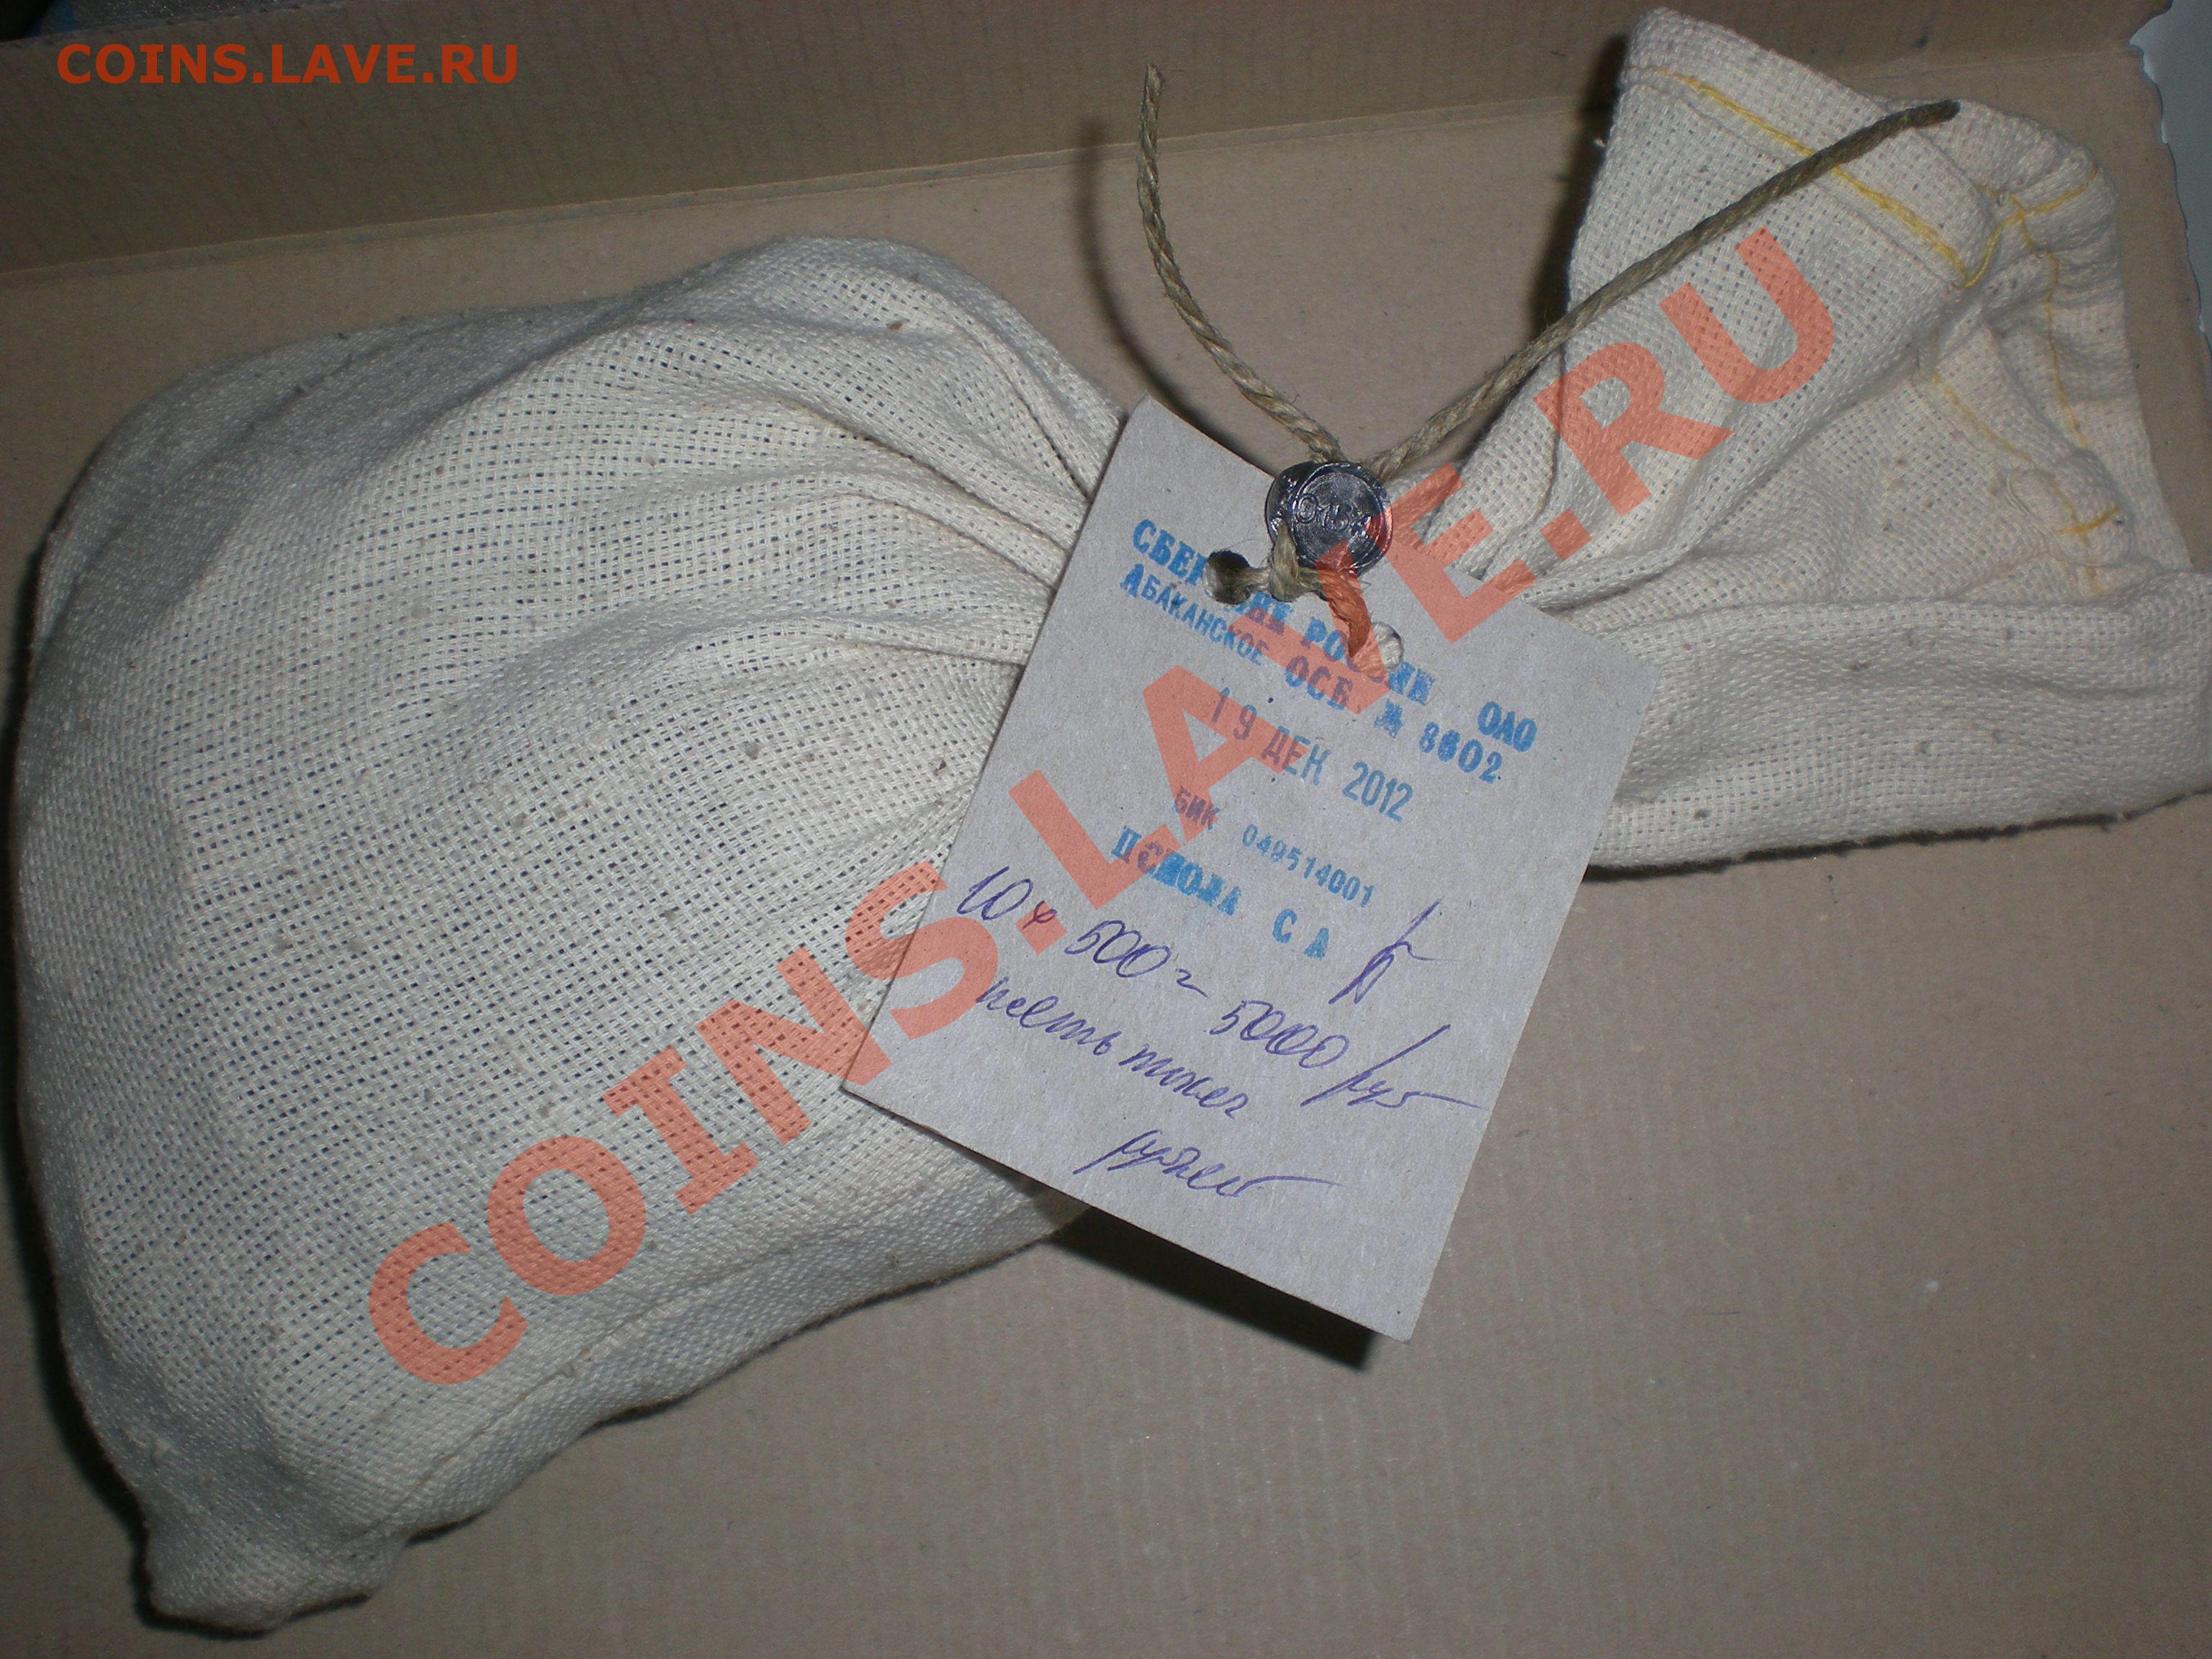 COINS.LAVE.RU
COINS.LAVE.RU
СБЕРБАНК РОССИИ ОАО
АБАКАНСКОЕ ОСБ № 8602
19 ДЕК 2012
БИК 049514001
С А
10 х 500 = 5000 руб
пять тысяч
рублей